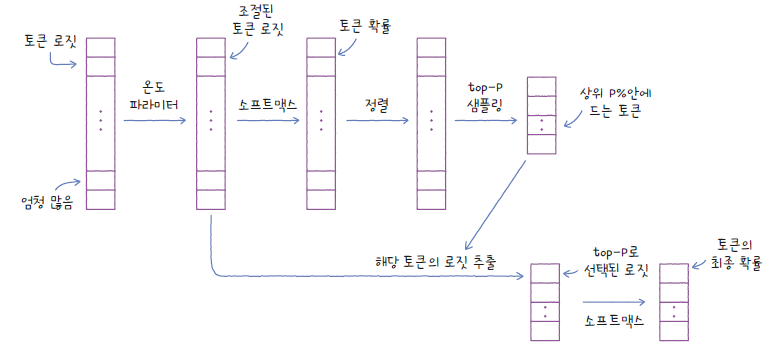 토큰 로짓
엄청 많음
온도
파라미터
조절된
토큰 로짓
소프트맥스
토큰 확률
정렬
top-P
샘플링
상위 P%안에
드는 토큰
해당 토큰의 로짓 추출
top-P로
선택된 로짓
소프트맥스
토큰의
최종 확률